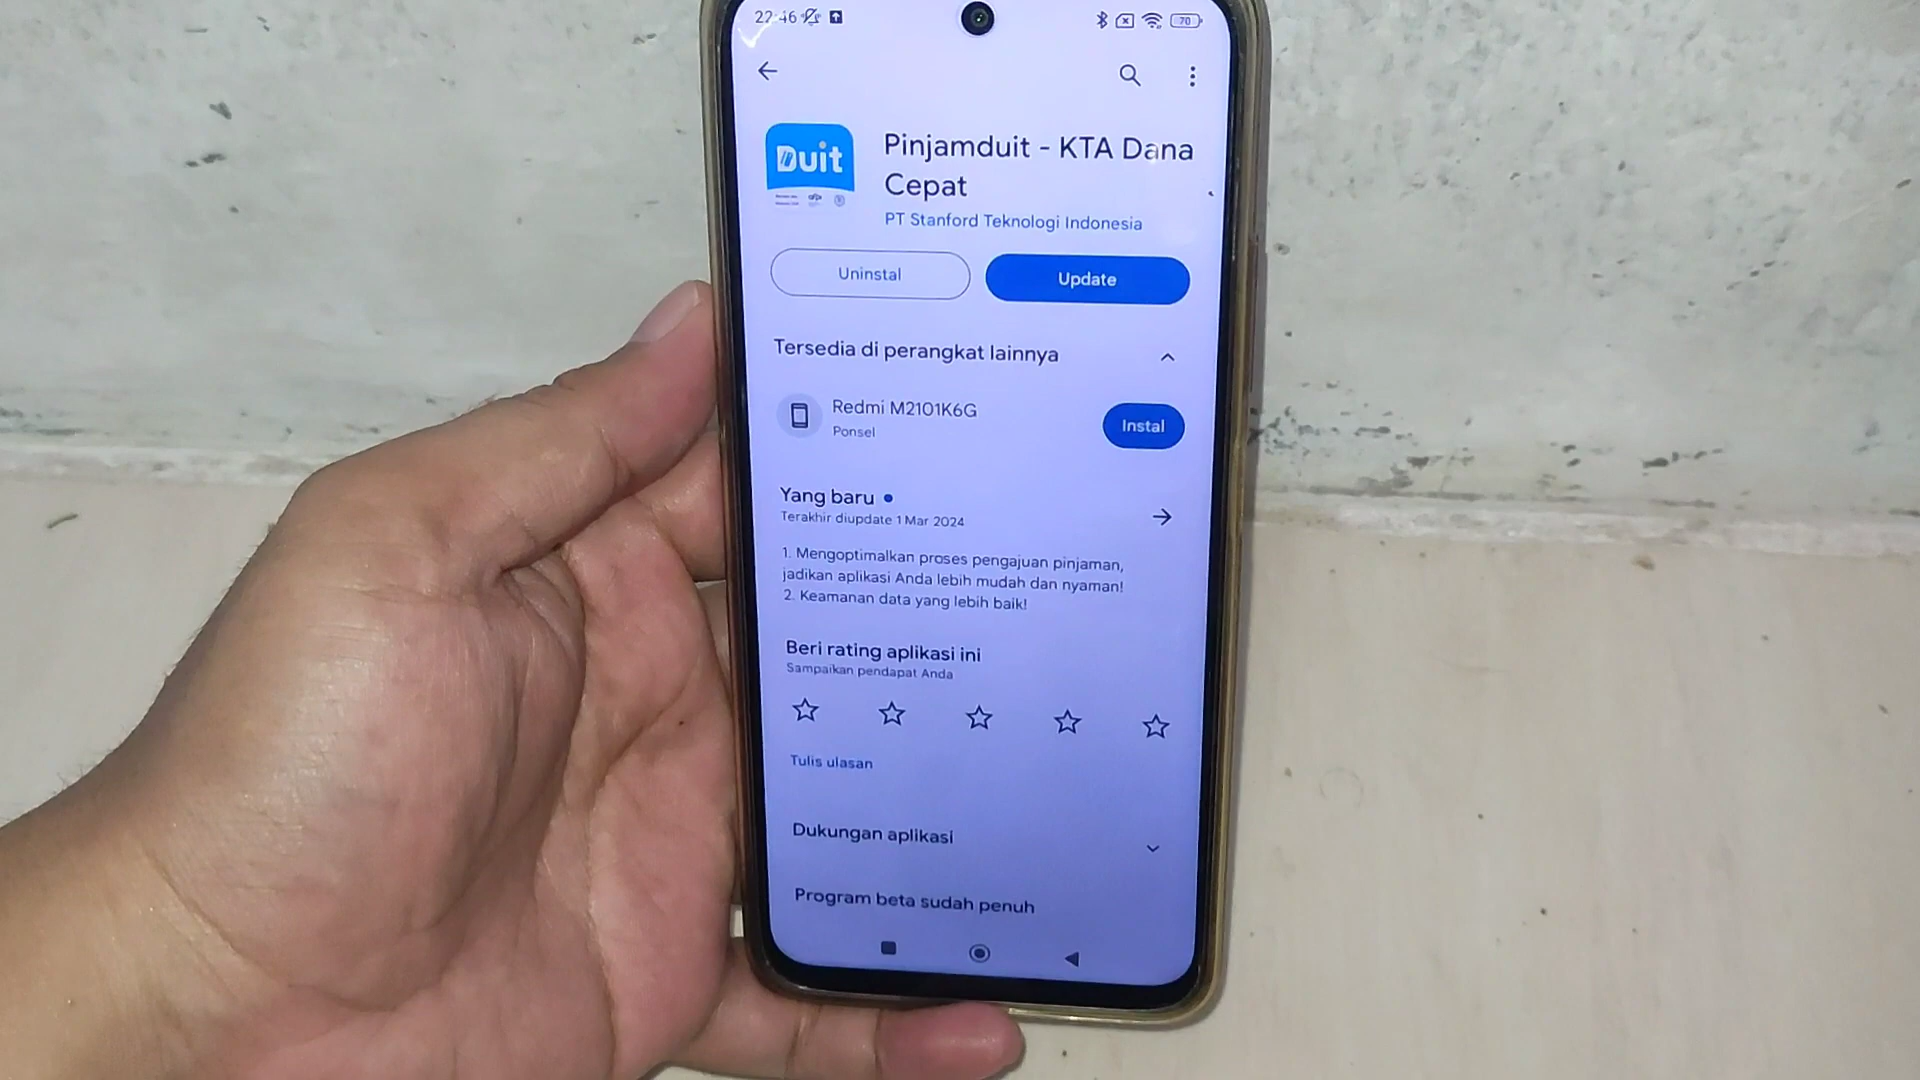 22:46
70
Duit
Pinjamduit - KTA Dana
Cepat
PT Stanford Teknologi Indonesia
Uninstal
Update
Tersedia di perangkat lainnya
Redmi M2101K6G
Ponsel
Instal
Yang baru
Terakhir diupdate 1 Mar 2024
1. Mengoptimalkan proses pengajuan pinjaman,
jadikan aplikasi Anda lebih mudah dan nyaman!
2. Keamanan data yang lebih baik!
Beri rating aplikasi ini
Sampaikan pendapat Anda
Tulis ulasan
Dukungan aplikasi
Program beta sudah penuh